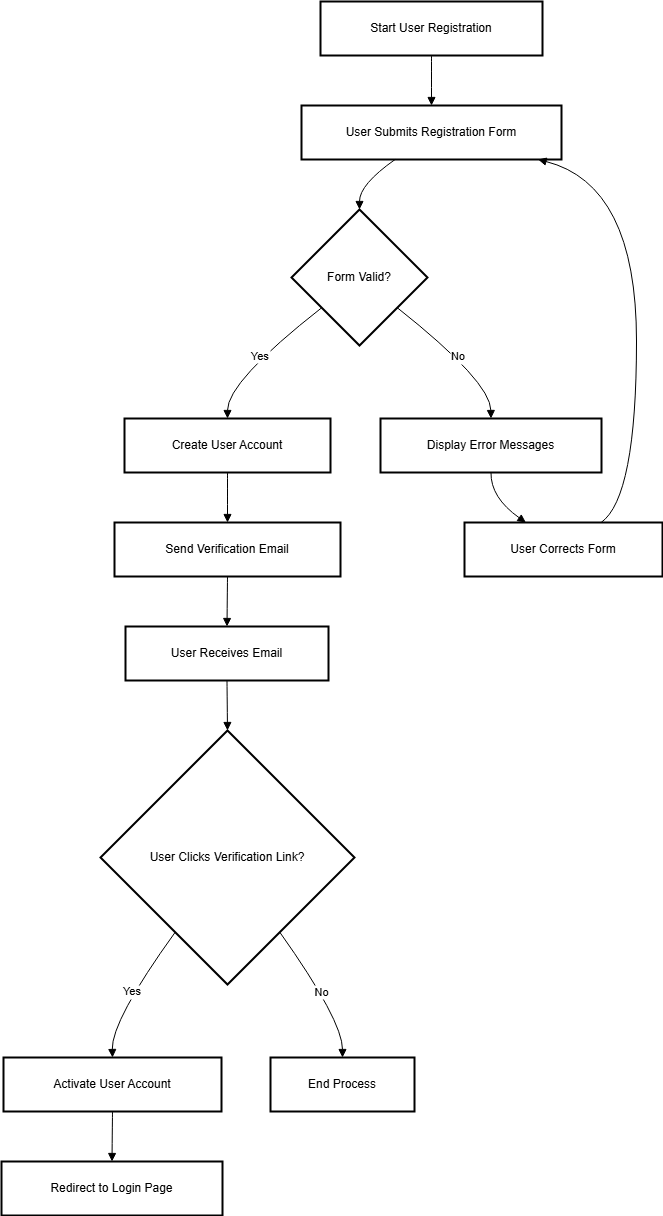 Start User Registration
User Submits Registration Form
Form Valid?
Yes
No
Create User Account
Display Error Messages
Send Verification Email
User Corrects Form
User Receives Email
User Clicks Verification Link?
Yes
No
Activate User Account
End Process
Redirect to Login Page